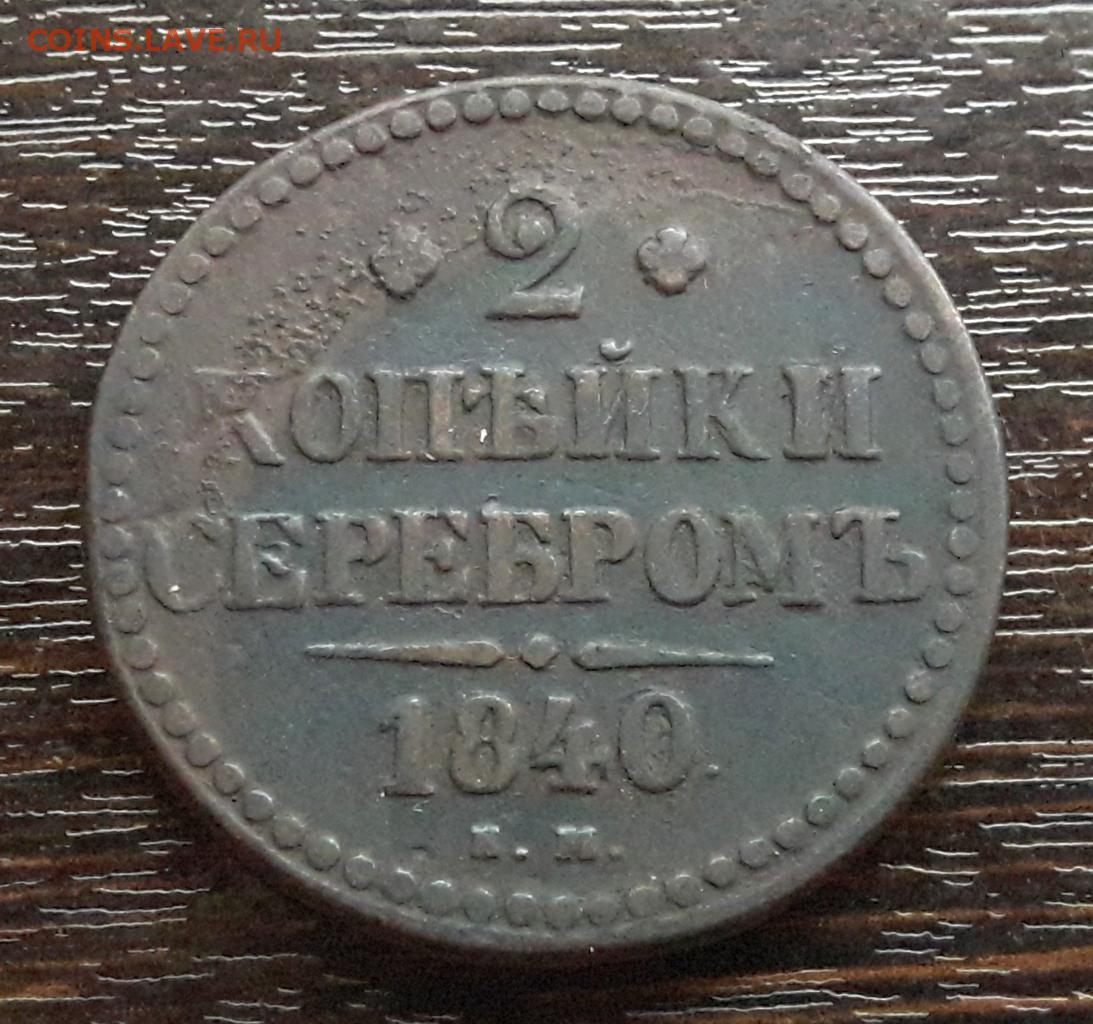 COINS.LAVE.RU
2
КОПѢЙКИ
СЕРЕБРОМЪ
1840.
Е.М.